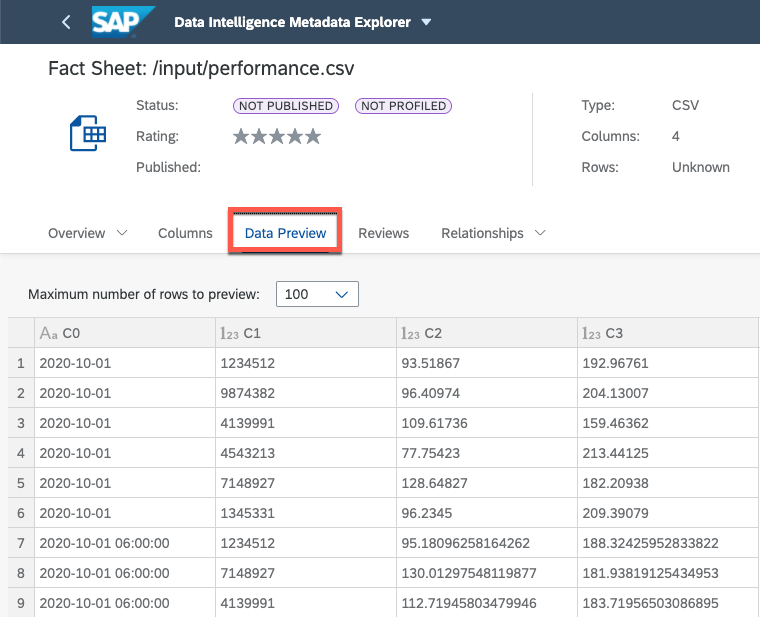 SAP Data Intelligence Metadata Explorer
Fact Sheet: /input/performance.csv
Status: NOT PUBLISHED NOT PROFILED
Rating:
Published:
Type: CSV
Columns: 4
Rows: Unknown
Overview Columns Data Preview Reviews Relationships
Maximum number of rows to preview: 100
Aa C0 123 C1 123 C2 123 C3
1 2020-10-01 1234512 93.51867 192.96761
2 2020-10-01 9874382 96.40974 204.13007
3 2020-10-01 4139991 109.61736 159.46362
4 2020-10-01 4543213 77.75423 213.44125
5 2020-10-01 7148927 128.64827 182.20938
6 2020-10-01 1345331 96.2345 209.39079
7 2020-10-01 06:00:00 1234512 95.18096258164262 188.32425952833822
8 2020-10-01 06:00:00 7148927 130.01297548119877 181.93819125434953
9 2020-10-01 06:00:00 4139991 112.71945803479946 183.71956503086895